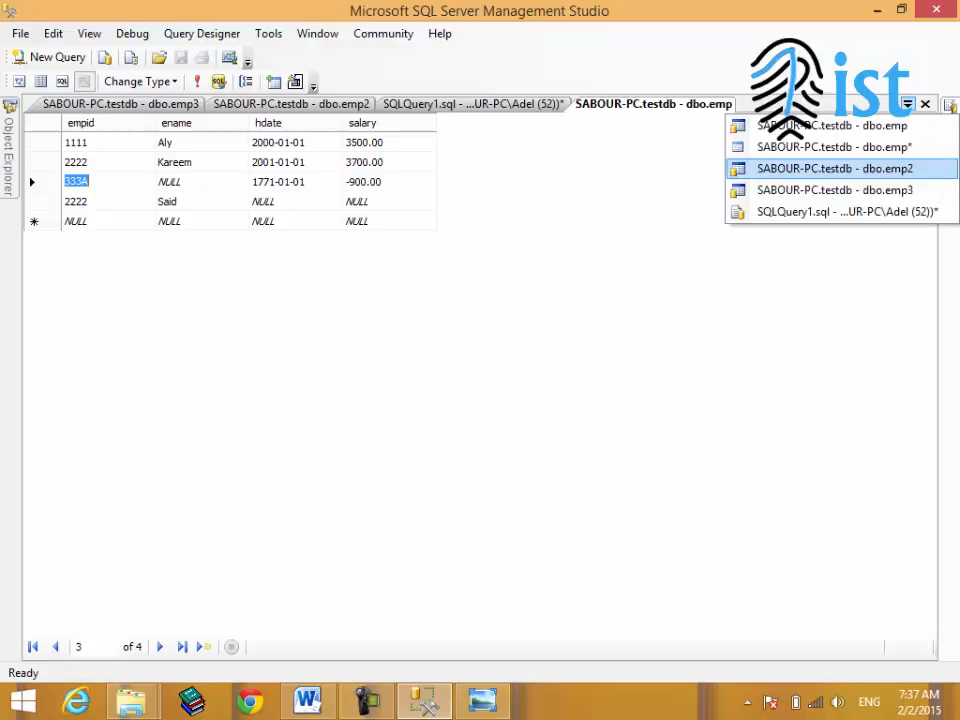 Microsoft SQL Server Management Studio
File Edit View Debug Query Designer Tools Window Community Help
New Query
SQL Change Type
SABOUR-PC.testdb - dbo.emp3 SABOUR-PC.testdb - dbo.emp2 SQLQuery1.sql - ...UR-PC\Adel (52))* SABOUR-PC.testdb - dbo.emp
ist
SABOUR-PC.testdb - dbo.emp
SABOUR-PC.testdb - dbo.emp*
SABOUR-PC.testdb - dbo.emp2
SABOUR-PC.testdb - dbo.emp3
SQLQuery1.sql - ...UR-PC\Adel (52))*
Object Explorer
empid ename hdate salary
1111 Aly 2000-01-01 3500.00
2222 Kareem 2001-01-01 3700.00
333A NULL 1771-01-01 -900.00
2222 Said NULL NULL
NULL NULL NULL NULL
3 of 4
Ready
ENG
7:37 AM
2/2/2015